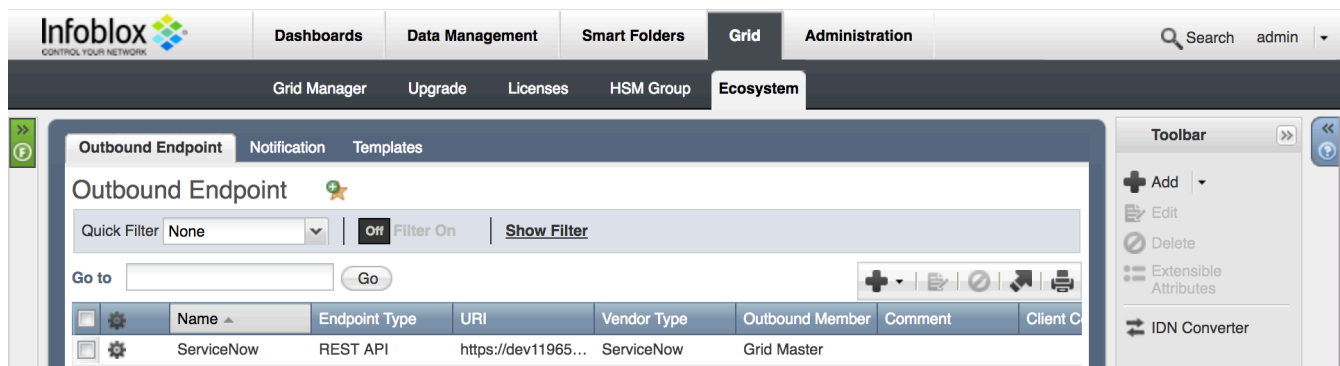 Infoblox
CONTROL YOUR NETWORK
Dashboards Data Management Smart Folders Grid Administration Search admin
Grid Manager Upgrade Licenses HSM Group Ecosystem
Outbound Endpoint Notification Templates
Toolbar
Outbound Endpoint
Add
Quick Filter None Off Filter On Show Filter
Edit
Delete
Go to Go
Extensible
Attributes
Name Endpoint Type URI Vendor Type Outbound Member Comment Client C
IDN Converter
ServiceNow REST API https://dev11965... ServiceNow Grid Master